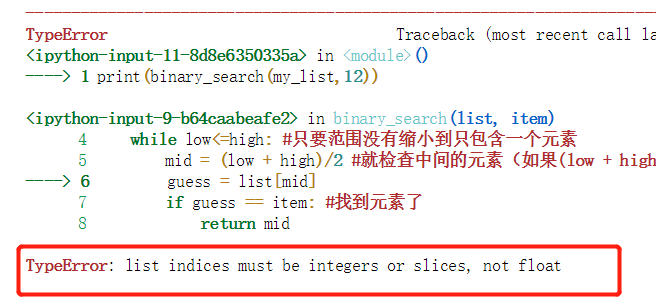 TypeError Traceback (most recent call la
<ipython-input-11-8d8e6350335a> in <module>()
----> 1 print(binary_search(my_list,12))
<ipython-input-9-b64caabeafe2> in binary_search(list, item)
4 while low<=high: #只要范围没有缩小到只包含一个元素
5 mid = (low + high)/2 #就检查中间的元素（如果(low + high
----> 6 guess = list[mid]
7 if guess == item: #找到元素了
8 return mid
TypeError: list indices must be integers or slices, not float